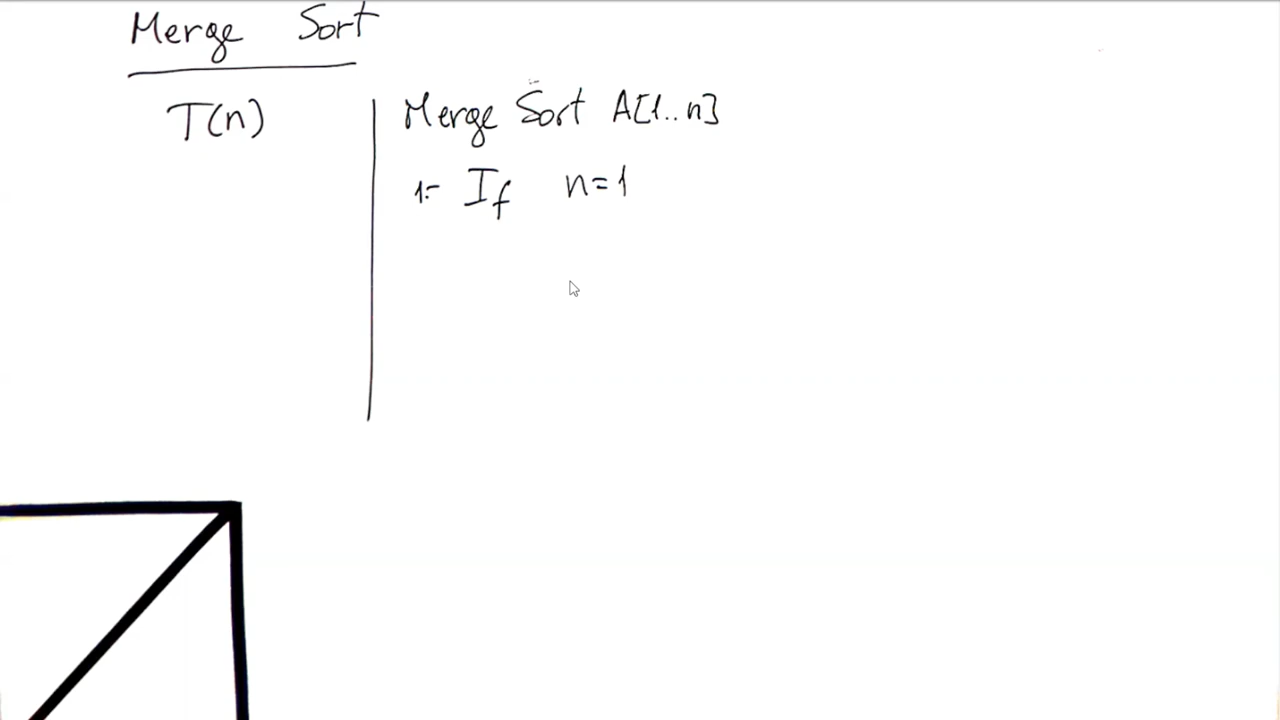 Merge Sort
T(n)
Merge Sort A[1..n]
1:- If n=1